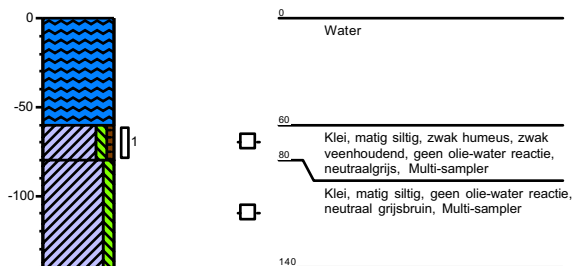 0
0
Water
-50
60
1
Klei, matig siltig, zwak humeus, zwak
veenhoudend, geen olie-water reactie,
neutraalgrijs, Multi-sampler
80
Klei, matig siltig, geen olie-water reactie,
neutraal grijsbruin, Multi-sampler
-100
140